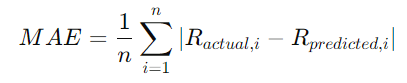 MAE = \frac{1}{n} \sum_{i=1}^{n} |R_{actual,i} − R_{predicted,i}|